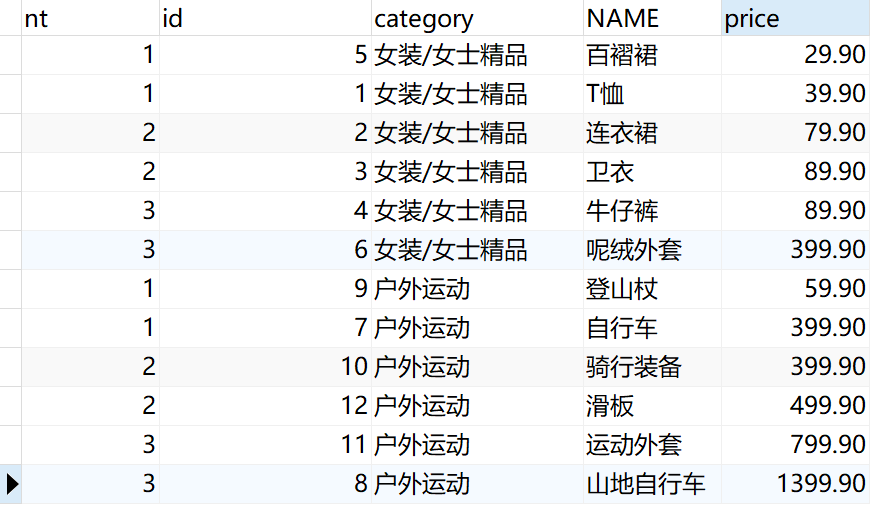 nt id category NAME price
1 5 女装/女士精品 百褶裙 29.90
1 1 女装/女士精品 T恤 39.90
2 2 女装/女士精品 连衣裙 79.90
2 3 女装/女士精品 卫衣 89.90
3 4 女装/女士精品 牛仔裤 89.90
3 6 女装/女士精品 呢绒外套 399.90
1 9 户外运动 登山杖 59.90
1 7 户外运动 自行车 399.90
2 10 户外运动 骑行装备 399.90
2 12 户外运动 滑板 499.90
3 11 户外运动 运动外套 799.90
3 8 户外运动 山地自行车 1399.90